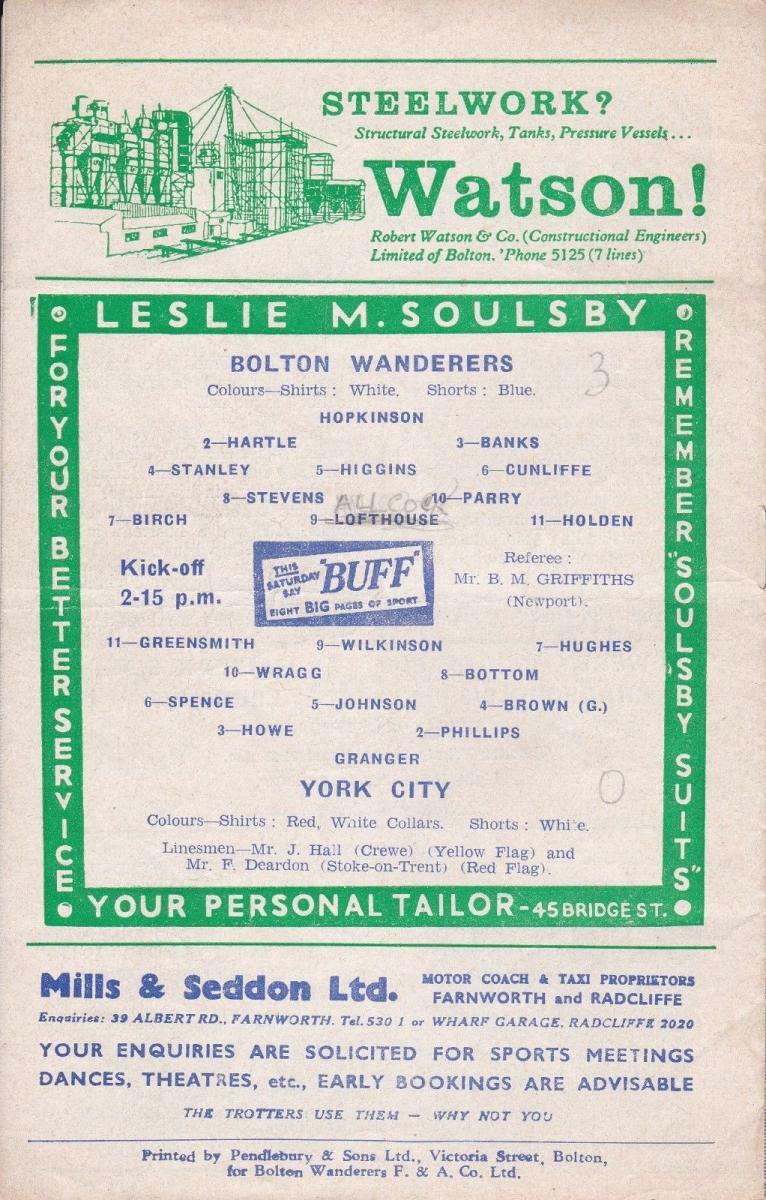 STEELWORK?
Structural Steelwork, Tanks, Pressure Vessels...
Watson!
Robert Watson & Co. (Constructional Engineers)
Limited of Bolton. 'Phone 5125 (7 lines)
LESLIE M. SOULSBY
FOR YOUR BETTER SERVICE
REMEMBER "SOULSBY SUITS"
BOLTON WANDERERS 3
Colours—Shirts : White. Shorts : Blue.
HOPKINSON
2—HARTLE 3—BANKS
4—STANLEY 5—HIGGINS 6—CUNLIFFE
8—STEVENS ALLCOCK 10—PARRY
7—BIRCH 9—LOFTHOUSE 11—HOLDEN
Kick-off
2-15 p.m.
THIS
SATURDAY
BUY
"BUFF"
EIGHT BIG PAGES OF SPORT
Referee :
Mr. B. M. GRIFFITHS
(Newport).
11—GREENSMITH 9—WILKINSON 7—HUGHES
10—WRAGG 8—BOTTOM
6—SPENCE 5—JOHNSON 4—BROWN (G.)
3—HOWE 2—PHILLIPS
GRANGER
YORK CITY 0
Colours—Shirts : Red, White Collars. Shorts : White.
Linesmen—Mr. J. Hall (Crewe) (Yellow Flag) and
Mr. F. Deardon (Stoke-on-Trent) (Red Flag).
YOUR PERSONAL TAILOR - 45 BRIDGE ST.
Mills & Seddon Ltd.
MOTOR COACH & TAXI PROPRIETORS
FARNWORTH and RADCLIFFE
Enquiries: 39 ALBERT RD., FARNWORTH. Tel. 530 1 or WHARF GARAGE, RADCLIFFE 2020
YOUR ENQUIRIES ARE SOLICITED FOR SPORTS MEETINGS
DANCES, THEATRES, etc., EARLY BOOKINGS ARE ADVISABLE
THE TROTTERS USE THEM — WHY NOT YOU
Printed by Pendlebury & Sons Ltd., Victoria Street, Bolton,
for Bolton Wanderers F. & A. Co. Ltd.